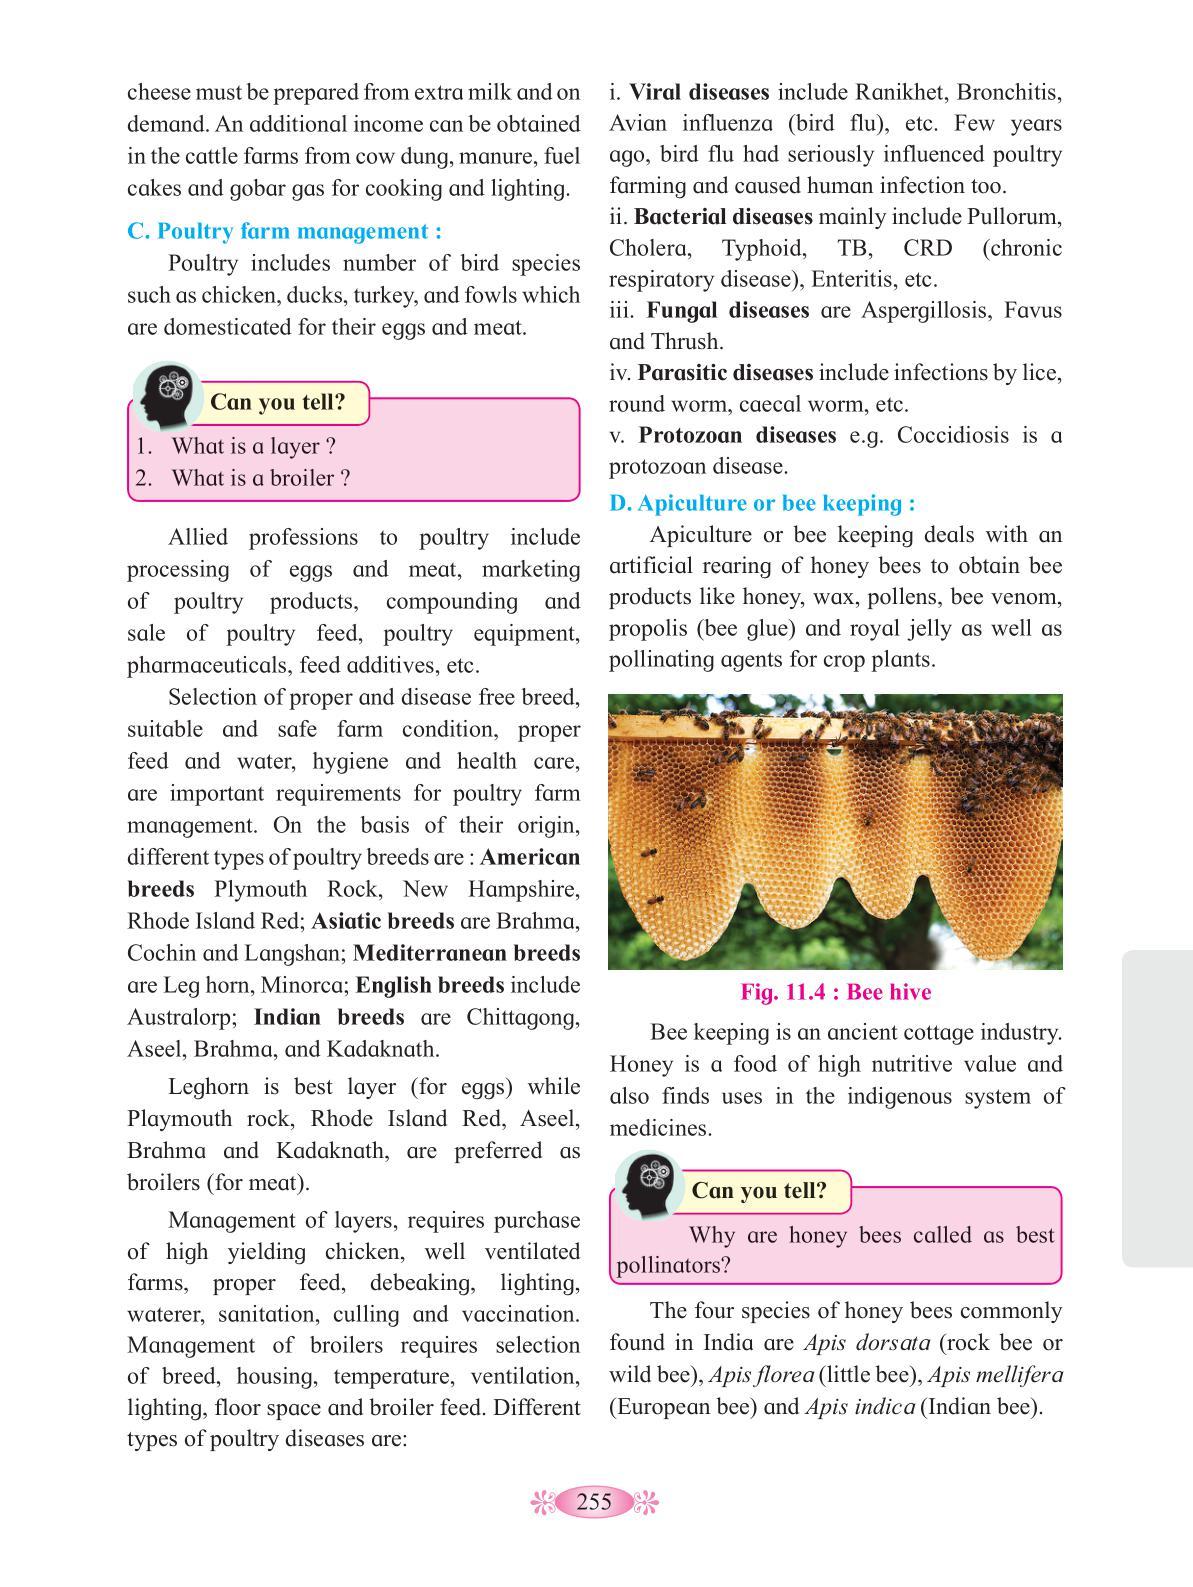 cheese must be prepared from extra milk and on
demand. An additional income can be obtained
in the cattle farms from cow dung, manure, fuel
cakes and gobar gas for cooking and lighting.
C. Poultry farm management :
Poultry includes number of bird species
such as chicken, ducks, turkey, and fowls which
are domesticated for their eggs and meat.
Can you tell?
1. What is a layer ?
2. What is a broiler ?
Allied professions to poultry include
processing of eggs and meat, marketing
of poultry products, compounding and
sale of poultry feed, poultry equipment,
pharmaceuticals, feed additives, etc.
Selection of proper and disease free breed,
suitable and safe farm condition, proper
feed and water, hygiene and health care,
are important requirements for poultry farm
management. On the basis of their origin,
different types of poultry breeds are : American
breeds Plymouth Rock, New Hampshire,
Rhode Island Red; Asiatic breeds are Brahma,
Cochin and Langshan; Mediterranean breeds
are Leg horn, Minorca; English breeds include
Australorp; Indian breeds are Chittagong,
Aseel, Brahma, and Kadaknath.
Leghorn is best layer (for eggs) while
Playmouth rock, Rhode Island Red, Aseel,
Brahma and Kadaknath, are preferred as
broilers (for meat).
Management of layers, requires purchase
of high yielding chicken, well ventilated
farms, proper feed, debeaking, lighting,
waterer, sanitation, culling and vaccination.
Management of broilers requires selection
of breed, housing, temperature, ventilation,
lighting, floor space and broiler feed. Different
types of poultry diseases are:
i. Viral diseases include Ranikhet, Bronchitis,
Avian influenza (bird flu), etc. Few years
ago, bird flu had seriously influenced poultry
farming and caused human infection too.
ii. Bacterial diseases mainly include Pullorum,
Cholera, Typhoid, TB, CRD (chronic
respiratory disease), Enteritis, etc.
iii. Fungal diseases are Aspergillosis, Favus
and Thrush.
iv. Parasitic diseases include infections by lice,
round worm, caecal worm, etc.
v. Protozoan diseases e.g. Coccidiosis is a
protozoan disease.
D. Apiculture or bee keeping :
Apiculture or bee keeping deals with an
artificial rearing of honey bees to obtain bee
products like honey, wax, pollens, bee venom,
propolis (bee glue) and royal jelly as well as
pollinating agents for crop plants.
Fig. 11.4 : Bee hive
Bee keeping is an ancient cottage industry.
Honey is a food of high nutritive value and
also finds uses in the indigenous system of
medicines.
Can you tell?
Why are honey bees called as best
pollinators?
The four species of honey bees commonly
found in India are Apis dorsata (rock bee or
wild bee), Apis florea (little bee), Apis mellifera
(European bee) and Apis indica (Indian bee).
255